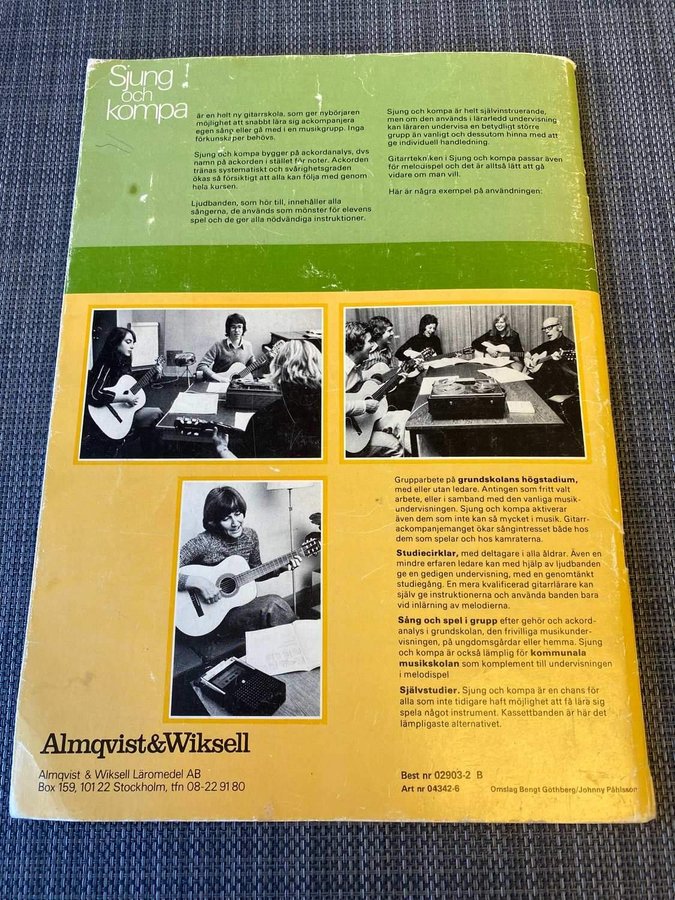 Sjung
och
kompa
är en helt ny gitarrskola, som ger nybörjaren
möjlighet att snabbt lära sig ackompanjera
egen sång eller gå med i en musikgrupp. Inga
förkunskaper behövs.
Sjung och kompa bygger på ackordanalys, dvs
namn på ackorden i stället för noter. Ackorden
tränas systematiskt och svårighetsgraden
ökas så försiktigt att alla kan följa med genom
hela kursen.
Ljudbanden, som hör till, innehåller alla
sångerna, de används som mönster för elevens
spel och de ger alla nödvändiga instruktioner.
Sjung och kompa är helt självinstruerande,
men om den används i lärarledd undervisning
kan läraren undervisa en betydligt större
grupp än vanligt och dessutom hinna med att
ge individuell handledning.
Gitarrtekniken i Sjung och kompa passar även
för melodispel och det är alltså lätt att gå
vidare om man vill.
Här är några exempel på användningen:
Grupparbete på grundskolans högstadium,
med eller utan ledare. Antingen som fritt valt
arbete, eller i samband med den vanliga musik-
undervisningen. Sjung och kompa aktiverar
även dem som inte kan så mycket i musik. Gitarr-
ackompanjemanget ökar sångintresset både hos
dem som spelar och hos kamraterna.
Studiecirklar, med deltagare i alla åldrar. Även en
mindre erfaren ledare kan med hjälp av ljudbanden
ge en gedigen undervisning, med en genomtänkt
studiegång. En mera kvalificerad gitarrlärare kan
själv ge instruktionerna och använda banden bara
vid inlärning av melodierna.
Sång och spel i grupp efter gehör och ackord-
analys i grundskolan, den frivilliga musikunder-
visningen, på ungdomsgårdar eller hemma. Sjung
och kompa är också lämplig för kommunala
musikskolan som komplement till undervisningen
i melodispel
Självstudier. Sjung och kompa är en chans för
alla som inte tidigare haft möjlighet att få lära sig
spela något instrument. Kassettbanden är här det
lämpligaste alternativet.
Almqvist&Wiksell
Almqvist & Wiksell Läromedel AB
Box 159, 101 22 Stockholm, tfn 08-22 91 80
Best nr 02903-2 B
Art nr 04342-6
Omslag Bengt Göthberg/Johnny Påhlsson